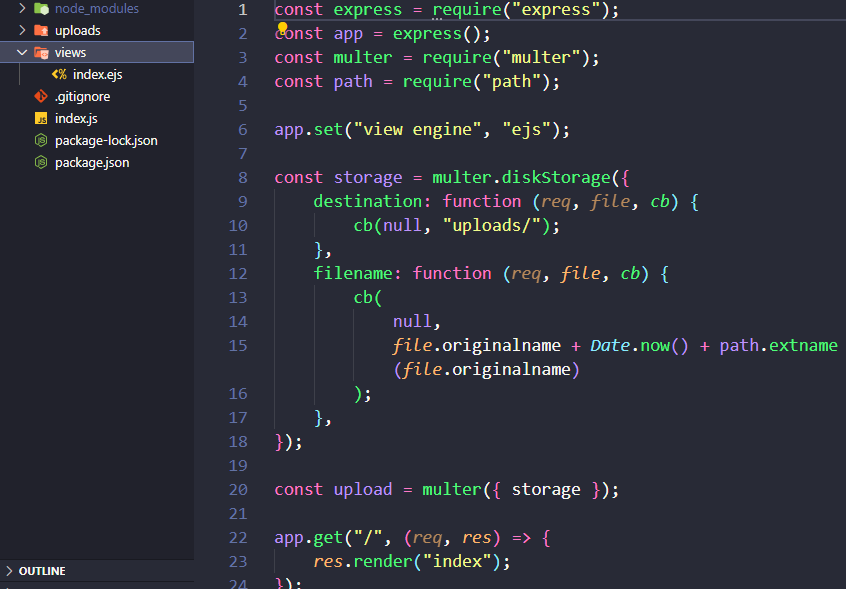 node_modules
uploads
views
index.ejs
.gitignore
index.js
package-lock.json
package.json
OUTLINE
1 const express = require("express");
2 const app = express();
3 const multer = require("multer");
4 const path = require("path");
5
6 app.set("view engine", "ejs");
7
8 const storage = multer.diskStorage({
9 destination: function (req, file, cb) {
10 cb(null, "uploads/");
11 },
12 filename: function (req, file, cb) {
13 cb(
14 null,
15 file.originalname + Date.now() + path.extname
(file.originalname)
16 );
17 },
18 });
19
20 const upload = multer({ storage });
21
22 app.get("/", (req, res) => {
23 res.render("index");
24 });